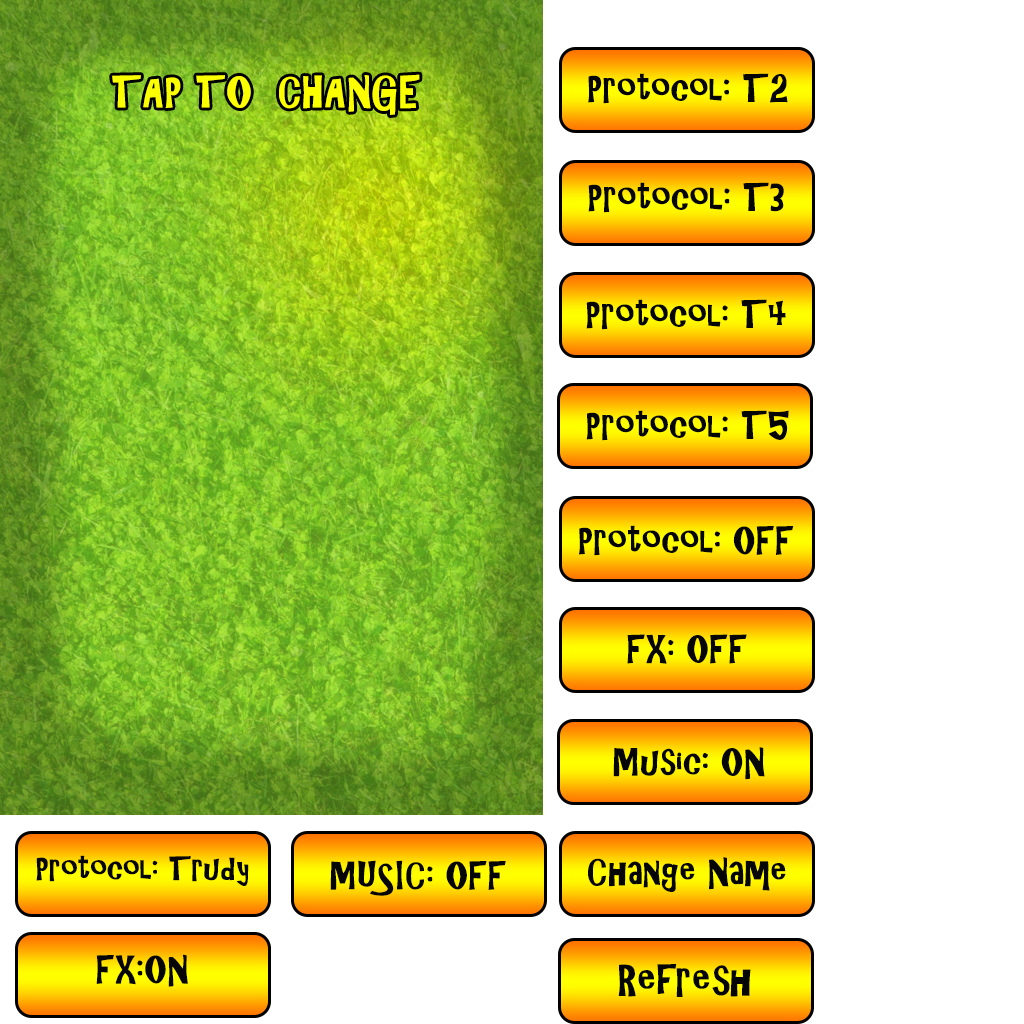 TAP TO CHANGE
Protocol: T2
Protocol: T3
Protocol: T4
Protocol: T5
Protocol: OFF
FX: OFF
Music: ON
Protocol: Trudy
MUSIC: OFF
Change Name
FX:ON
Refresh